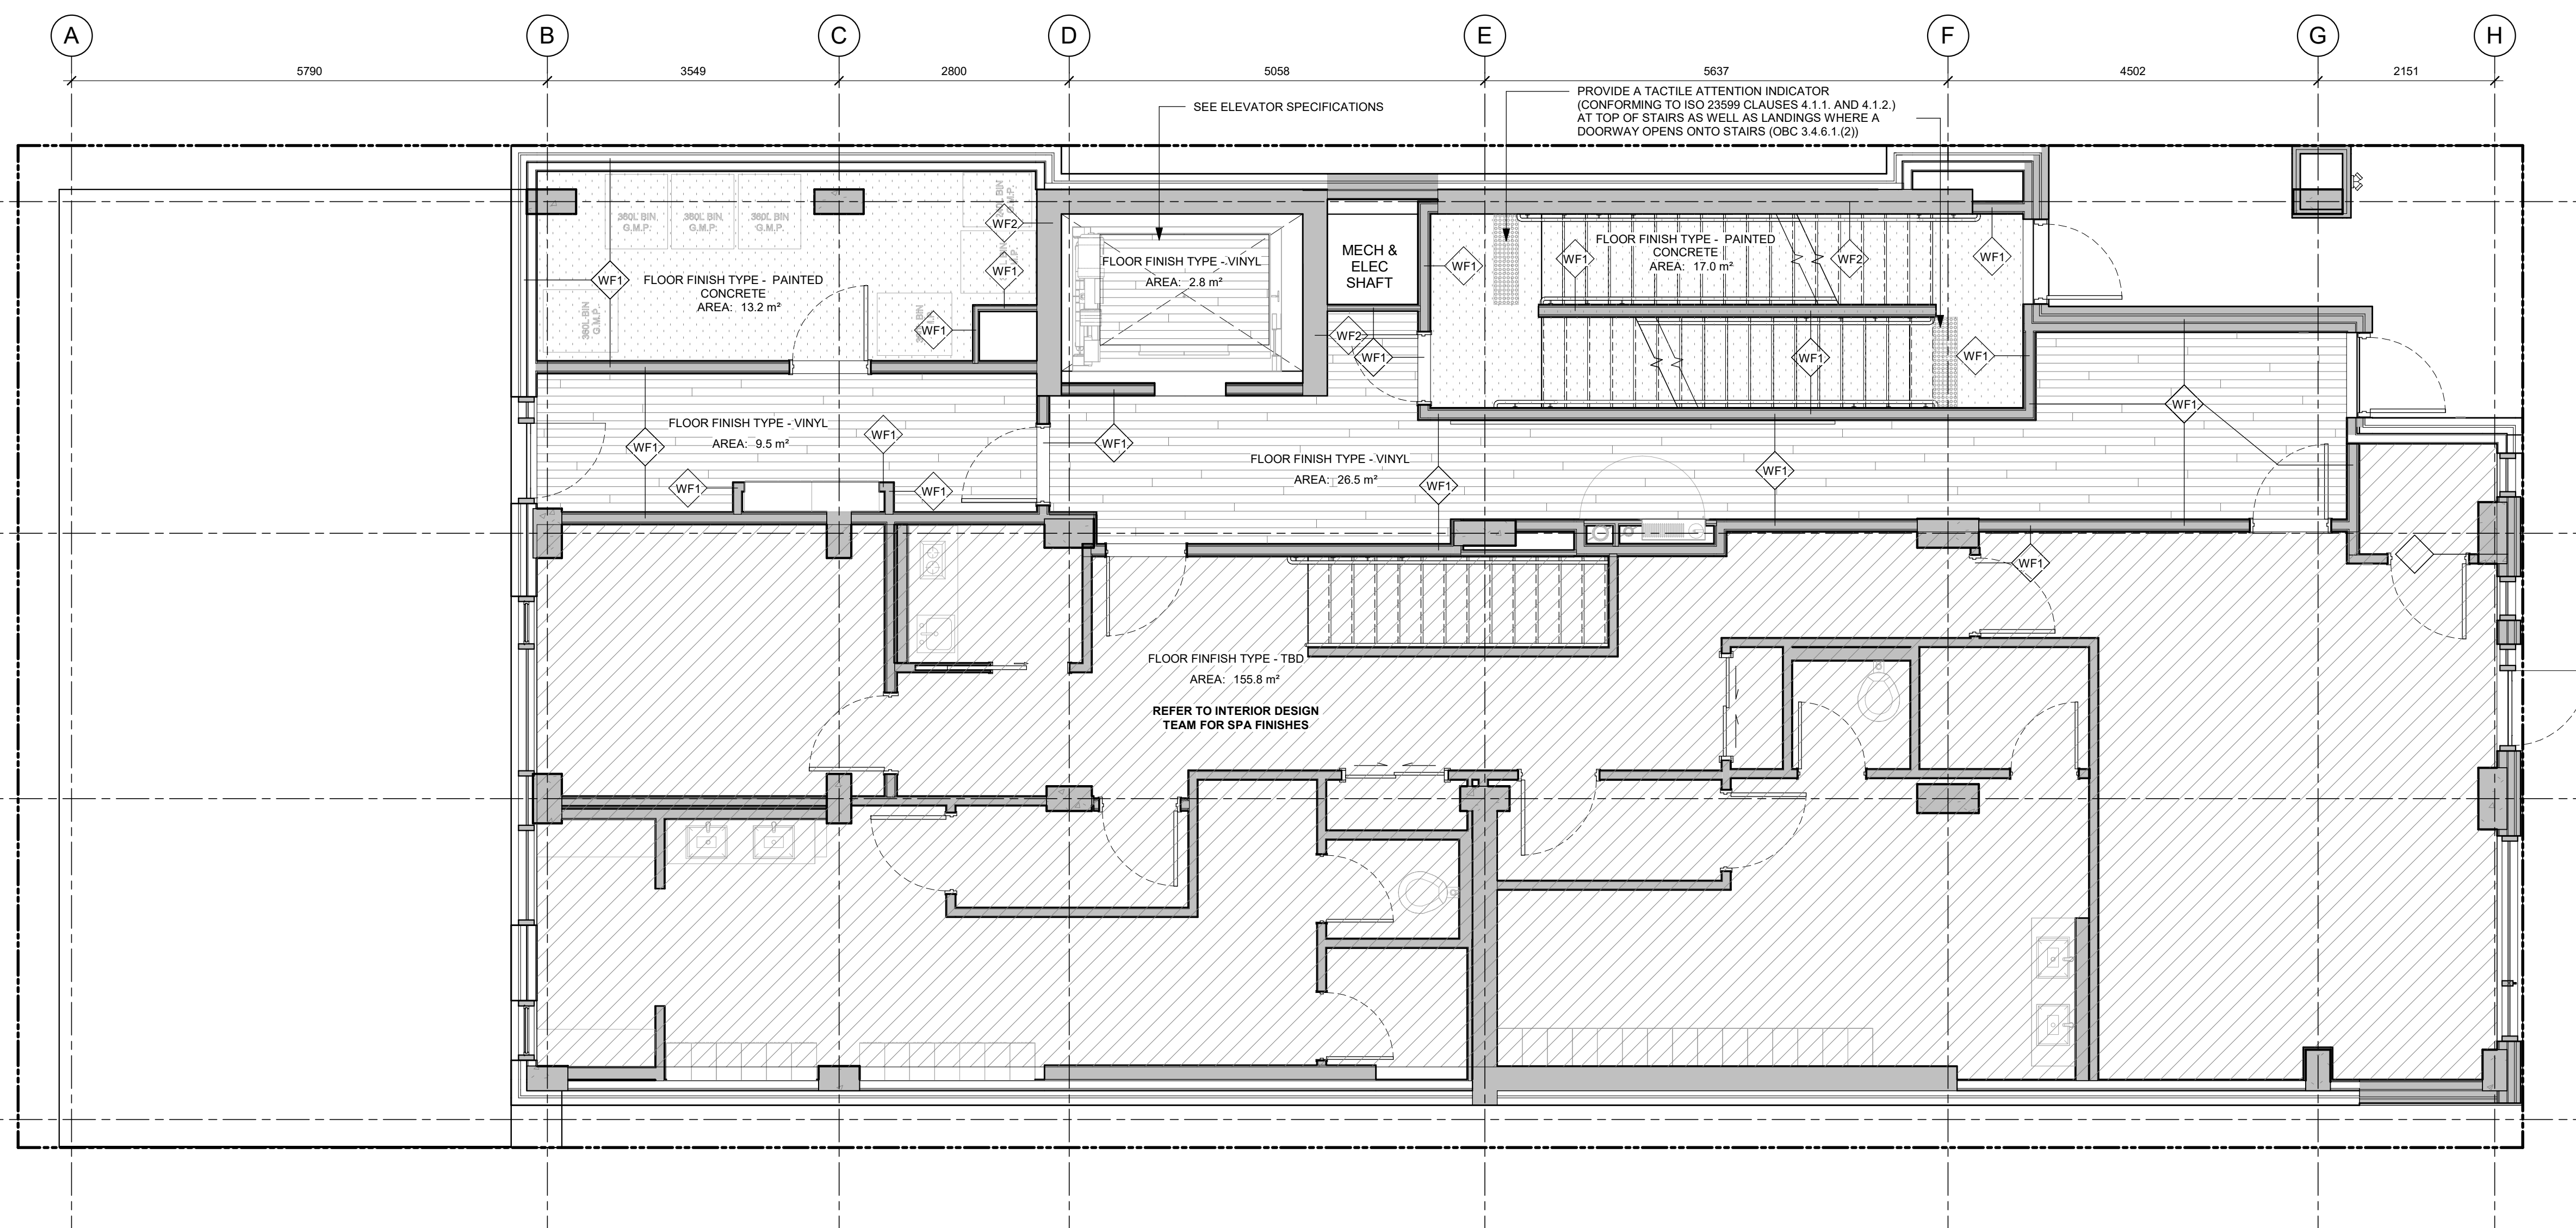 A
B
C
D
E
F
G
H
5790
3549
2800
5058
5637
4502
2151
SEE ELEVATOR SPECIFICATIONS
PROVIDE A TACTILE ATTENTION INDICATOR
(CONFORMING TO ISO 23599 CLAUSES 4.1.1. AND 4.1.2.)
AT TOP OF STAIRS AS WELL AS LANDINGS WHERE A
DOORWAY OPENS ONTO STAIRS (OBC 3.4.6.1.(2))
360L BIN
G.M.P.
360L BIN
G.M.P.
360L BIN
G.M.P.
BIN
G.M.P.
WF2
WF1
WF1
FLOOR FINISH TYPE - PAINTED
CONCRETE
AREA: 13.2 m²
360L BIN
G.M.P.
BIN
WF1
FLOOR FINISH TYPE - VINYL
AREA: 2.8 m²
MECH &
ELEC
SHAFT
WF1
WF1
FLOOR FINISH TYPE - PAINTED
CONCRETE
AREA: 17.0 m²
WF2
WF1
WF2
WF1
WF1
WF1
WF1
FLOOR FINISH TYPE - VINYL
AREA: 9.5 m²
WF1
WF1
WF1
WF1
WF1
FLOOR FINISH TYPE - VINYL
AREA: 26.5 m²
WF1
WF1
WF1
FLOOR FINFISH TYPE - TBD
AREA: 155.8 m²
REFER TO INTERIOR DESIGN
TEAM FOR SPA FINISHES